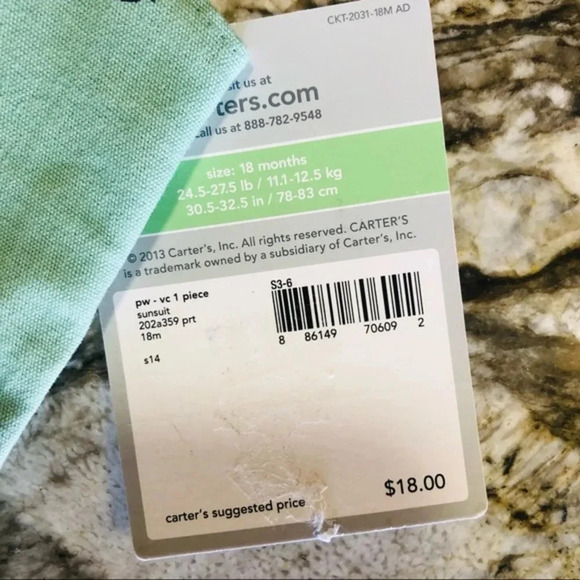 CKT-2031-18M AD
sit us at
ters.com
call us at 888-782-9548
size: 18 months
24.5-27.5 lb / 11.1-12.5 kg
30.5-32.5 in / 78-83 cm
© 2013 Carter's, Inc. All rights reserved. CARTER'S
is a trademark owned by a subsidiary of Carter's, Inc.
pw - vc 1 piece
sunsuit
202a359 prt
18m
s14
S3-6
8 86149 70609 2
$18.00
carter's suggested price